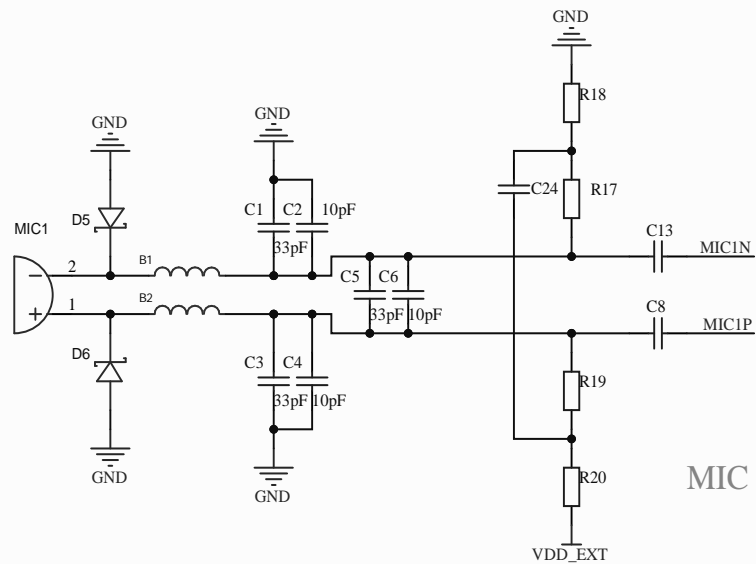 GND
R18
GND
GND
C24
R17
C1
C2
10pF
D5
MIC1
33pF
C13
B1
MIC1N
2
C5
C6
1
B2
33pF
10pF
C8
MIC1P
D6
C3
C4
33pF
10pF
R19
GND
GND
R20
MIC
VDD_EXT